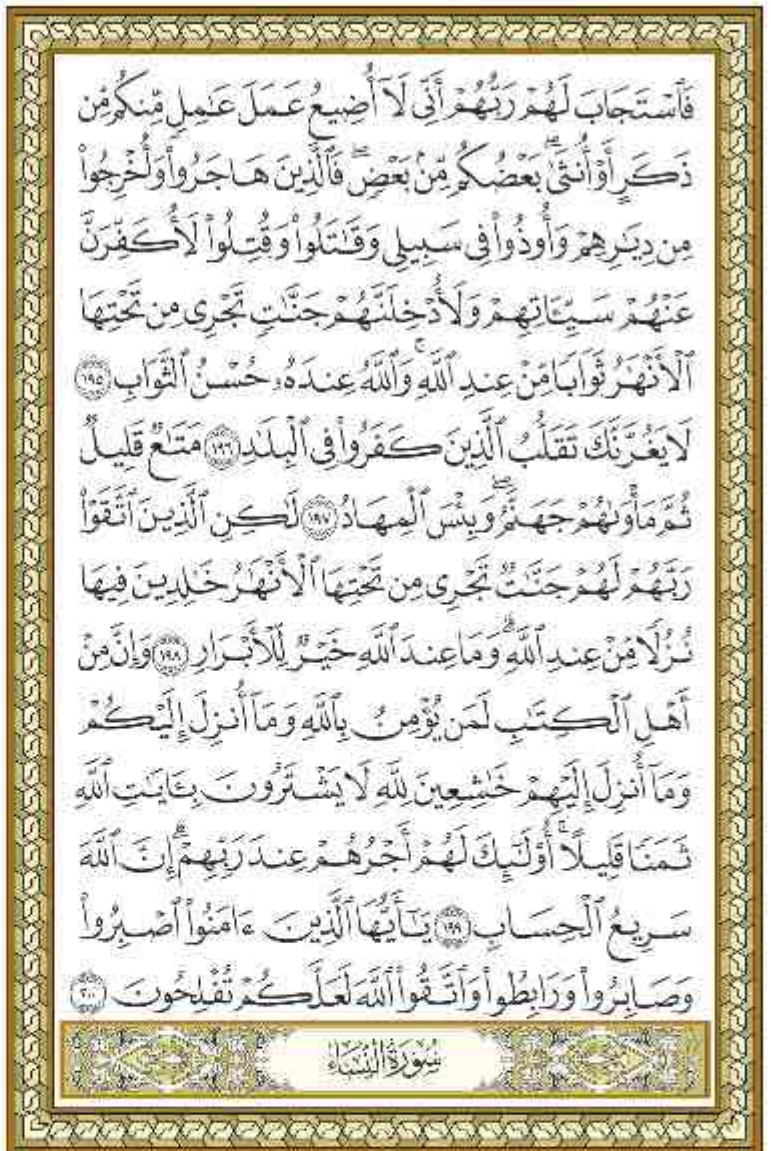 فَٱسْتَجَابَ لَهُمْ رَبُّهُمْ أَنِّى لَآ أُضِيعُ عَمَلَ عَٰمِلٍ مِّنكُم مِّن
ذَكَرٍ أَوْ أُنثَىٰ ۖ بَعْضُكُم مِّنۢ بَعْضٍ ۖ فَٱلَّذِينَ هَاجَرُوا۟ وَأُخْرِجُوا۟
مِن دِيَٰرِهِمْ وَأُوذُوا۟ فِى سَبِيلِى وَقَٰتَلُوا۟ وَقُتِلُوا۟ لَأُكَفِّرَنَّ
عَنْهُمْ سَيِّـَٔاتِهِمْ وَلَأُدْخِلَنَّهُمْ جَنَّٰتٍ تَجْرِى مِن تَحْتِهَا
ٱلْأَنْهَٰرُ ثَوَابًا مِّنْ عِندِ ٱللَّهِ ۗ وَٱللَّهُ عِندَهُۥ حُسْنُ ٱلثَّوَابِ ١٩٥
لَا يَغُرَّنَّكَ تَقَلُّبُ ٱلَّذِينَ كَفَرُوا۟ فِى ٱلْبِلَٰدِ ١٩٦ مَتَٰعٌ قَلِيلٌ
ثُمَّ مَأْوَىٰهُمْ جَهَنَّمُ ۚ وَبِئْسَ ٱلْمِهَادُ ١٩٧ لَٰكِنِ ٱلَّذِينَ ٱتَّقَوْا۟
رَبَّهُمْ لَهُمْ جَنَّٰتٌ تَجْرِى مِن تَحْتِهَا ٱلْأَنْهَٰرُ خَٰلِدِينَ فِيهَا
نُزُلًا مِّنْ عِندِ ٱللَّهِ ۗ وَمَا عِندَ ٱللَّهِ خَيْرٌ لِّلْأَبْرَارِ ١٩٨ وَإِنَّ مِنْ
أَهْلِ ٱلْكِتَٰبِ لَمَن يُؤْمِنُ بِٱللَّهِ وَمَآ أُنزِلَ إِلَيْكُمْ
وَمَآ أُنزِلَ إِلَيْهِمْ خَٰشِعِينَ لِلَّهِ لَا يَشْتَرُونَ بِـَٔايَٰتِ ٱللَّهِ
ثَمَنًا قَلِيلًا ۗ أُو۟لَٰٓئِكَ لَهُمْ أَجْرُهُمْ عِندَ رَبِّهِمْ ۗ إِنَّ ٱللَّهَ
سَرِيعُ ٱلْحِسَابِ ١٩٩ يَٰٓأَيُّهَا ٱلَّذِينَ ءَامَنُوا۟ ٱصْبِرُوا۟
وَصَابِرُوا۟ وَرَابِطُوا۟ وَٱتَّقُوا۟ ٱللَّهَ لَعَلَّكُمْ تُفْلِحُونَ ٢٠٠
سُورَةُ النِّسَاءِ